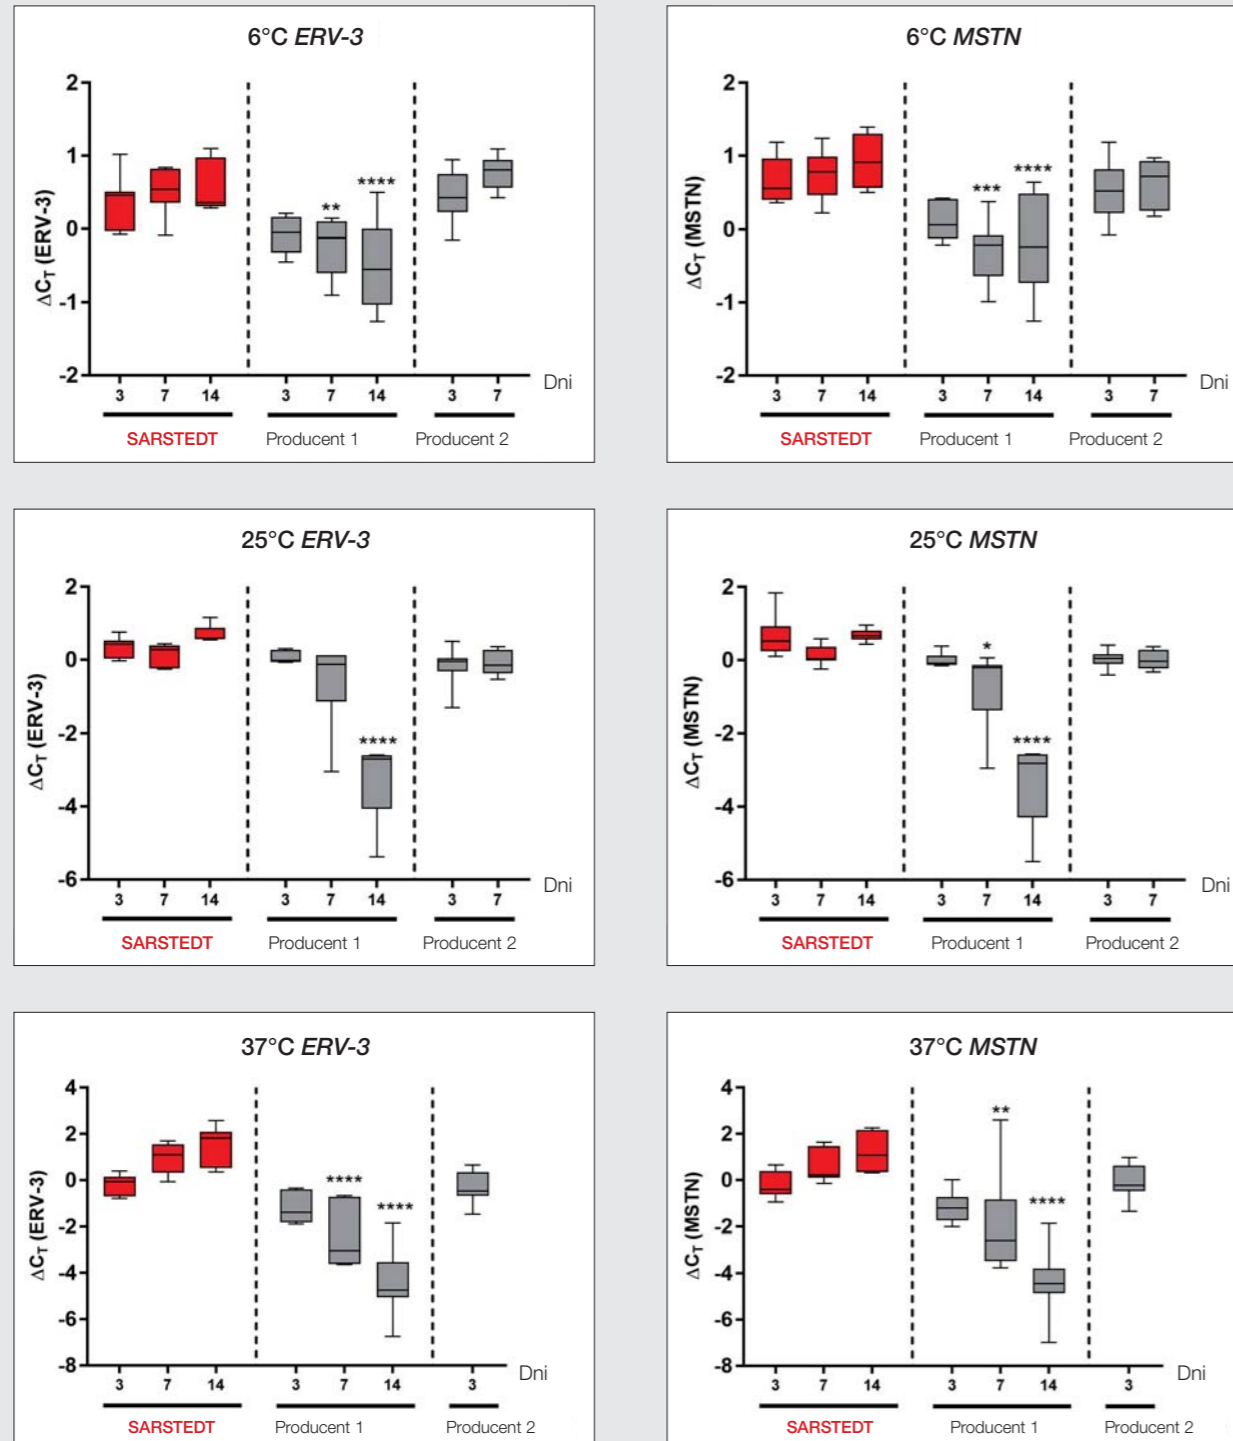 6°C ERV-3
2
1
0
-1
-2
ΔCT (ERV-3)
**
****
3 7 14 3 7 14 3 7
Dni
SARSTEDT Producent 1 Producent 2
6°C MSTN
2
1
0
-1
-2
ΔCT (MSTN)
***
****
3 7 14 3 7 14 3 7
Dni
SARSTEDT Producent 1 Producent 2
25°C ERV-3
2
0
-2
-4
-6
ΔCT (ERV-3)
****
3 7 14 3 7 14 3 7
Dni
SARSTEDT Producent 1 Producent 2
25°C MSTN
2
0
-2
-4
-6
ΔCT (MSTN)
*
****
3 7 14 3 7 14 3 7
Dni
SARSTEDT Producent 1 Producent 2
37°C ERV-3
4
2
0
-2
-4
-6
-8
ΔCT (ERV-3)
****
****
3 7 14 3 7 14 3
Dni
SARSTEDT Producent 1 Producent 2
37°C MSTN
4
2
0
-2
-4
-6
-8
ΔCT (MSTN)
**
****
3 7 14 3 7 14 3
Dni
SARSTEDT Producent 1 Producent 2